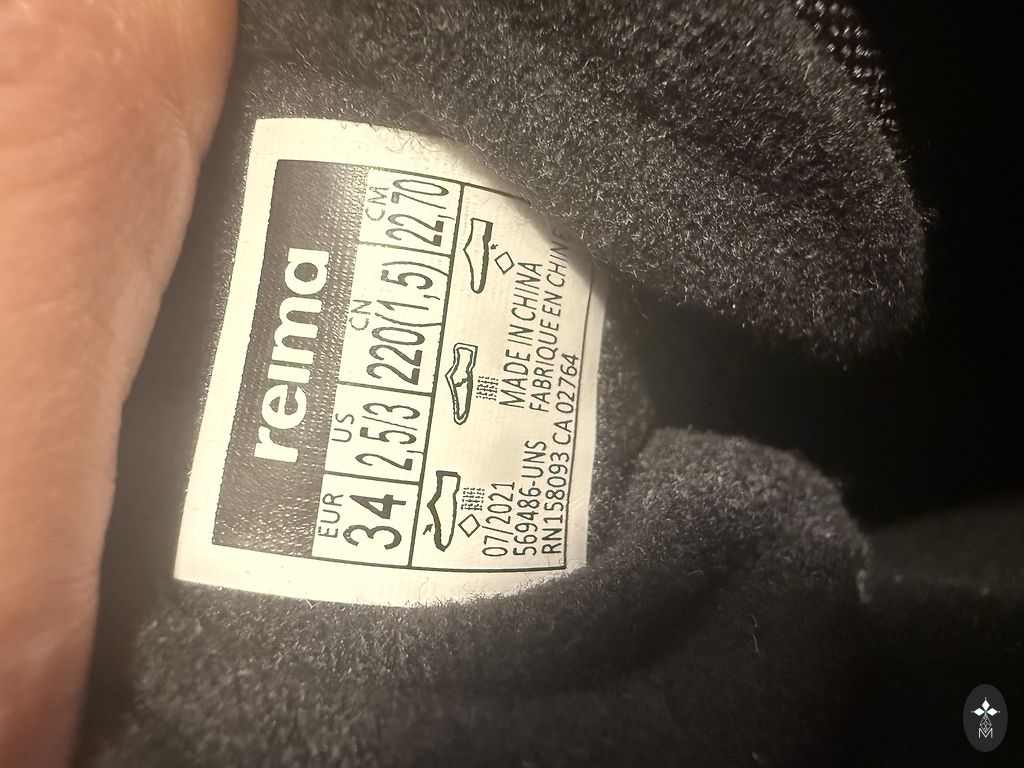 reima
EUR US CN CM
34 2,5/3 220(1,5) 22,70
07/2021
569486-UNS MADE IN CHINA
RN158093 CA 02764 FABRIQUE EN CHINE